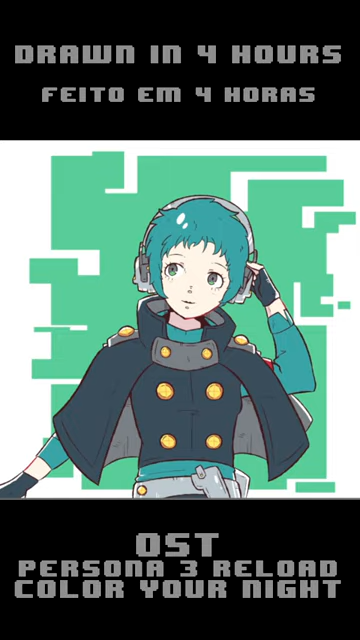 DRAWN IN 4 HOURS
FEITO EM 4 HORAS
OST
PERSONA 3 RELOAD
COLOR YOUR NIGHT